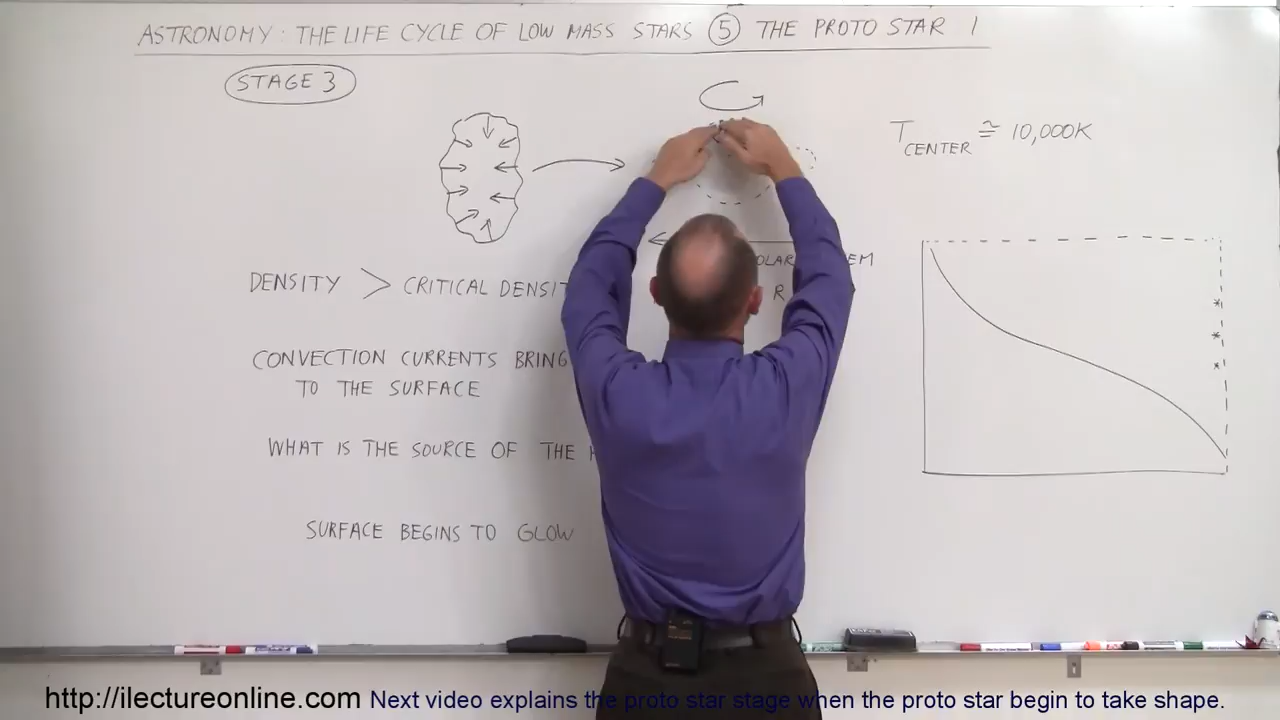 ASTRONOMY: THE LIFE CYCLE OF LOW MASS STARS 5 THE PROTO STAR 1
STAGE 3
T CENTER ≅ 10,000K
DENSITY > CRITICAL
R
CONVECTION CURRENTS BRING
TO THE SURFACE
WHAT IS THE SOURCE OF THE
SURFACE BEGINS TO GLOW
http://ilectureonline.com Next video explains the proto star stage when the proto star begin to take shape.